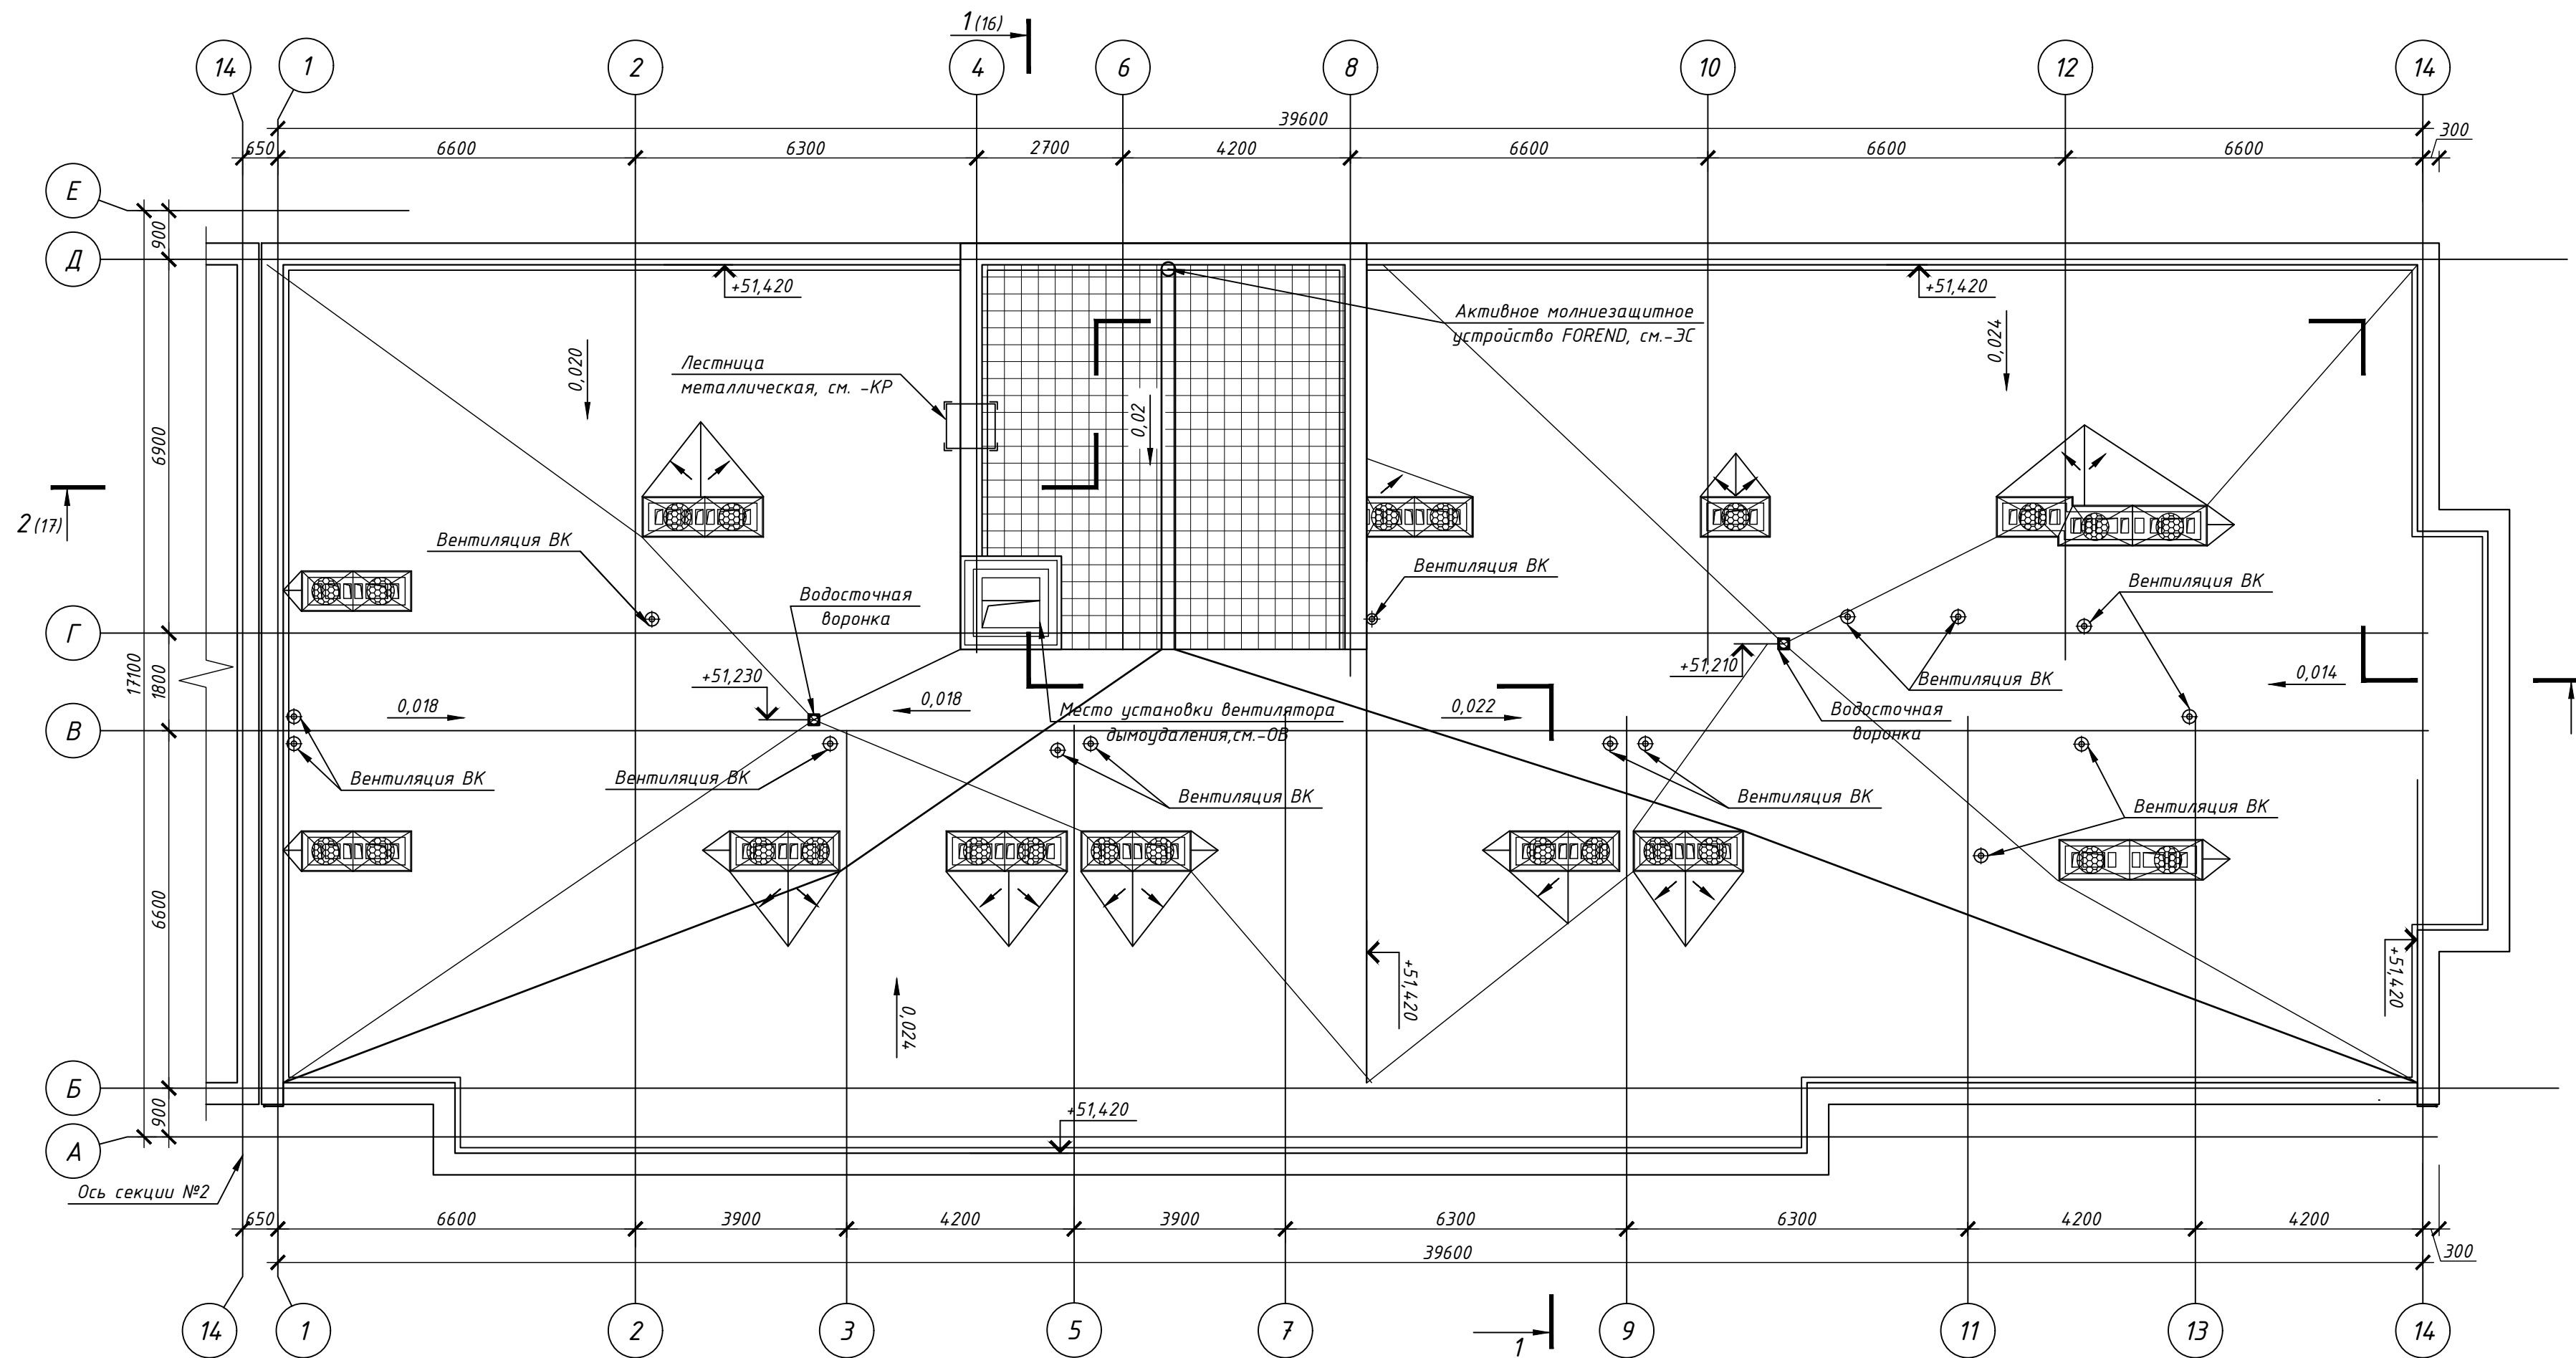 1 (16)
14
1
2
4
6
8
10
12
14
39600
300
650
6600
6300
2700
4200
6600
6600
6600
Е
900
Д
+51,420
+51,420
Активное молниезащитное
устройство FOREND, см.-ЭС
0,020
0,024
Лестница
металлическая, см. -КР
0,02
6900
2 (17)
Вентиляция ВК
Вентиляция ВК
Вентиляция ВК
Водосточная
воронка
Г
17100
1800
+51,230
+51,210
Вентиляция ВК
0,014
0,018
0,018
Место установки вентилятора
дымоудаления,см.-ОВ
0,022
Водосточная
воронка
В
Вентиляция ВК
Вентиляция ВК
Вентиляция ВК
Вентиляция ВК
Вентиляция ВК
6600
0,024
+51,420
+51,420
Б
900
+51,420
А
Ось секции №2
650
6600
3900
4200
3900
6300
6300
4200
4200
39600
300
14
1
2
3
5
7
9
11
13
14
1